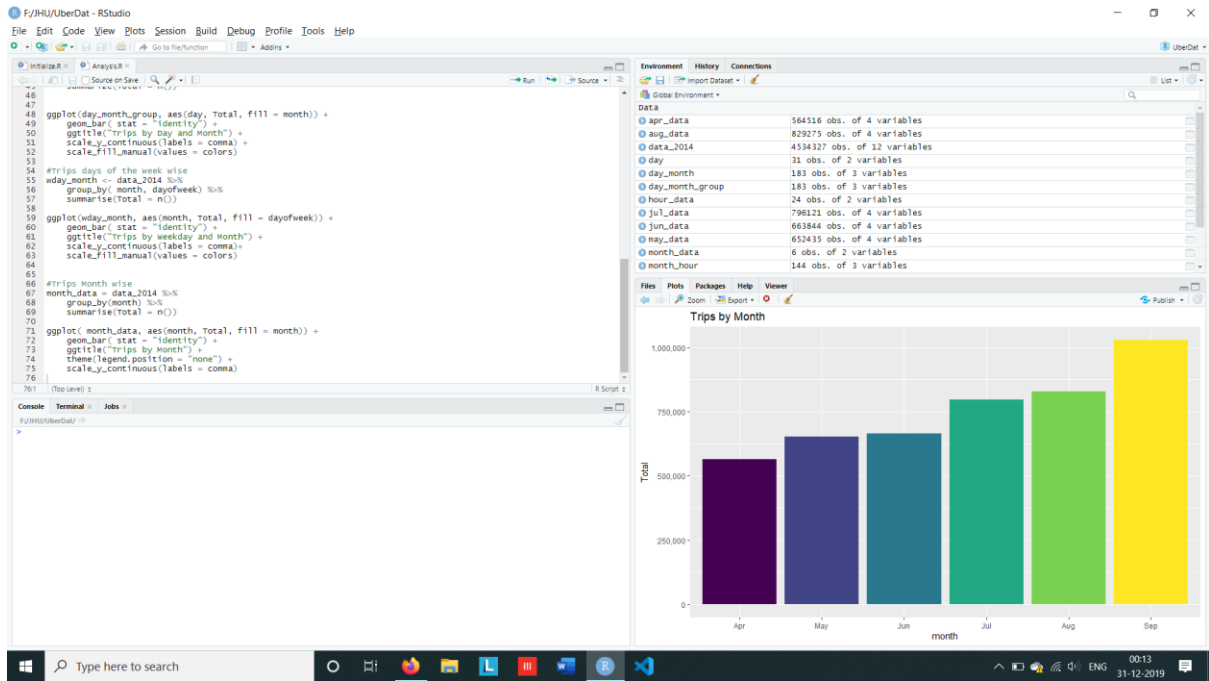 F:/JHU/UberDat - RStudio
File Edit Code View Plots Session Build Debug Profile Tools Help
Go to file/function Addins UberDat
Initialize.R Analysis.R
Source on Save Run Source
45 summarise(Total = n())
46
47
48 ggplot(day_month_group, aes(day, Total, fill = month)) +
49 geom_bar( stat = "identity") +
50 ggtitle("Trips by Day and Month") +
51 scale_y_continuous(labels = comma) +
52 scale_fill_manual(values = colors)
53
54 #Trips days of the week wise
55 wday_month <- data_2014 %>%
56 group_by( month, dayofweek) %>%
57 summarise(Total = n())
58
59 ggplot(wday_month, aes(month, Total, fill = dayofweek)) +
60 geom_bar( stat = "identity") +
61 ggtitle("Trips by Weekday and Month") +
62 scale_y_continuous(labels = comma)+
63 scale_fill_manual(values = colors)
64
65
66 #Trips Month wise
67 month_data = data_2014 %>%
68 group_by(month) %>%
69 summarise(Total = n())
70
71 ggplot( month_data, aes(month, Total, fill = month)) +
72 geom_bar( stat = "identity") +
73 ggtitle("Trips by Month") +
74 theme(legend.position = "none") +
75 scale_y_continuous(labels = comma)
76
76:1 (Top Level) R Script
Console Terminal Jobs
F:/JHU/UberDat/
>
Environment History Connections
Import Dataset List
Global Environment
Data
apr_data 564516 obs. of 4 variables
aug_data 829275 obs. of 4 variables
data_2014 4534327 obs. of 12 variables
day 31 obs. of 2 variables
day_month 183 obs. of 3 variables
day_month_group 183 obs. of 3 variables
hour_data 24 obs. of 2 variables
jul_data 796121 obs. of 4 variables
jun_data 663844 obs. of 4 variables
may_data 652435 obs. of 4 variables
month_data 6 obs. of 2 variables
month_hour 144 obs. of 3 variables
Files Plots Packages Help Viewer
Zoom Export Publish
Trips by Month
1,000,000
750,000
500,000
250,000
0
Total
Apr May Jun Jul Aug Sep
month
Type here to search
L
W
R
ENG
00:13
31-12-2019